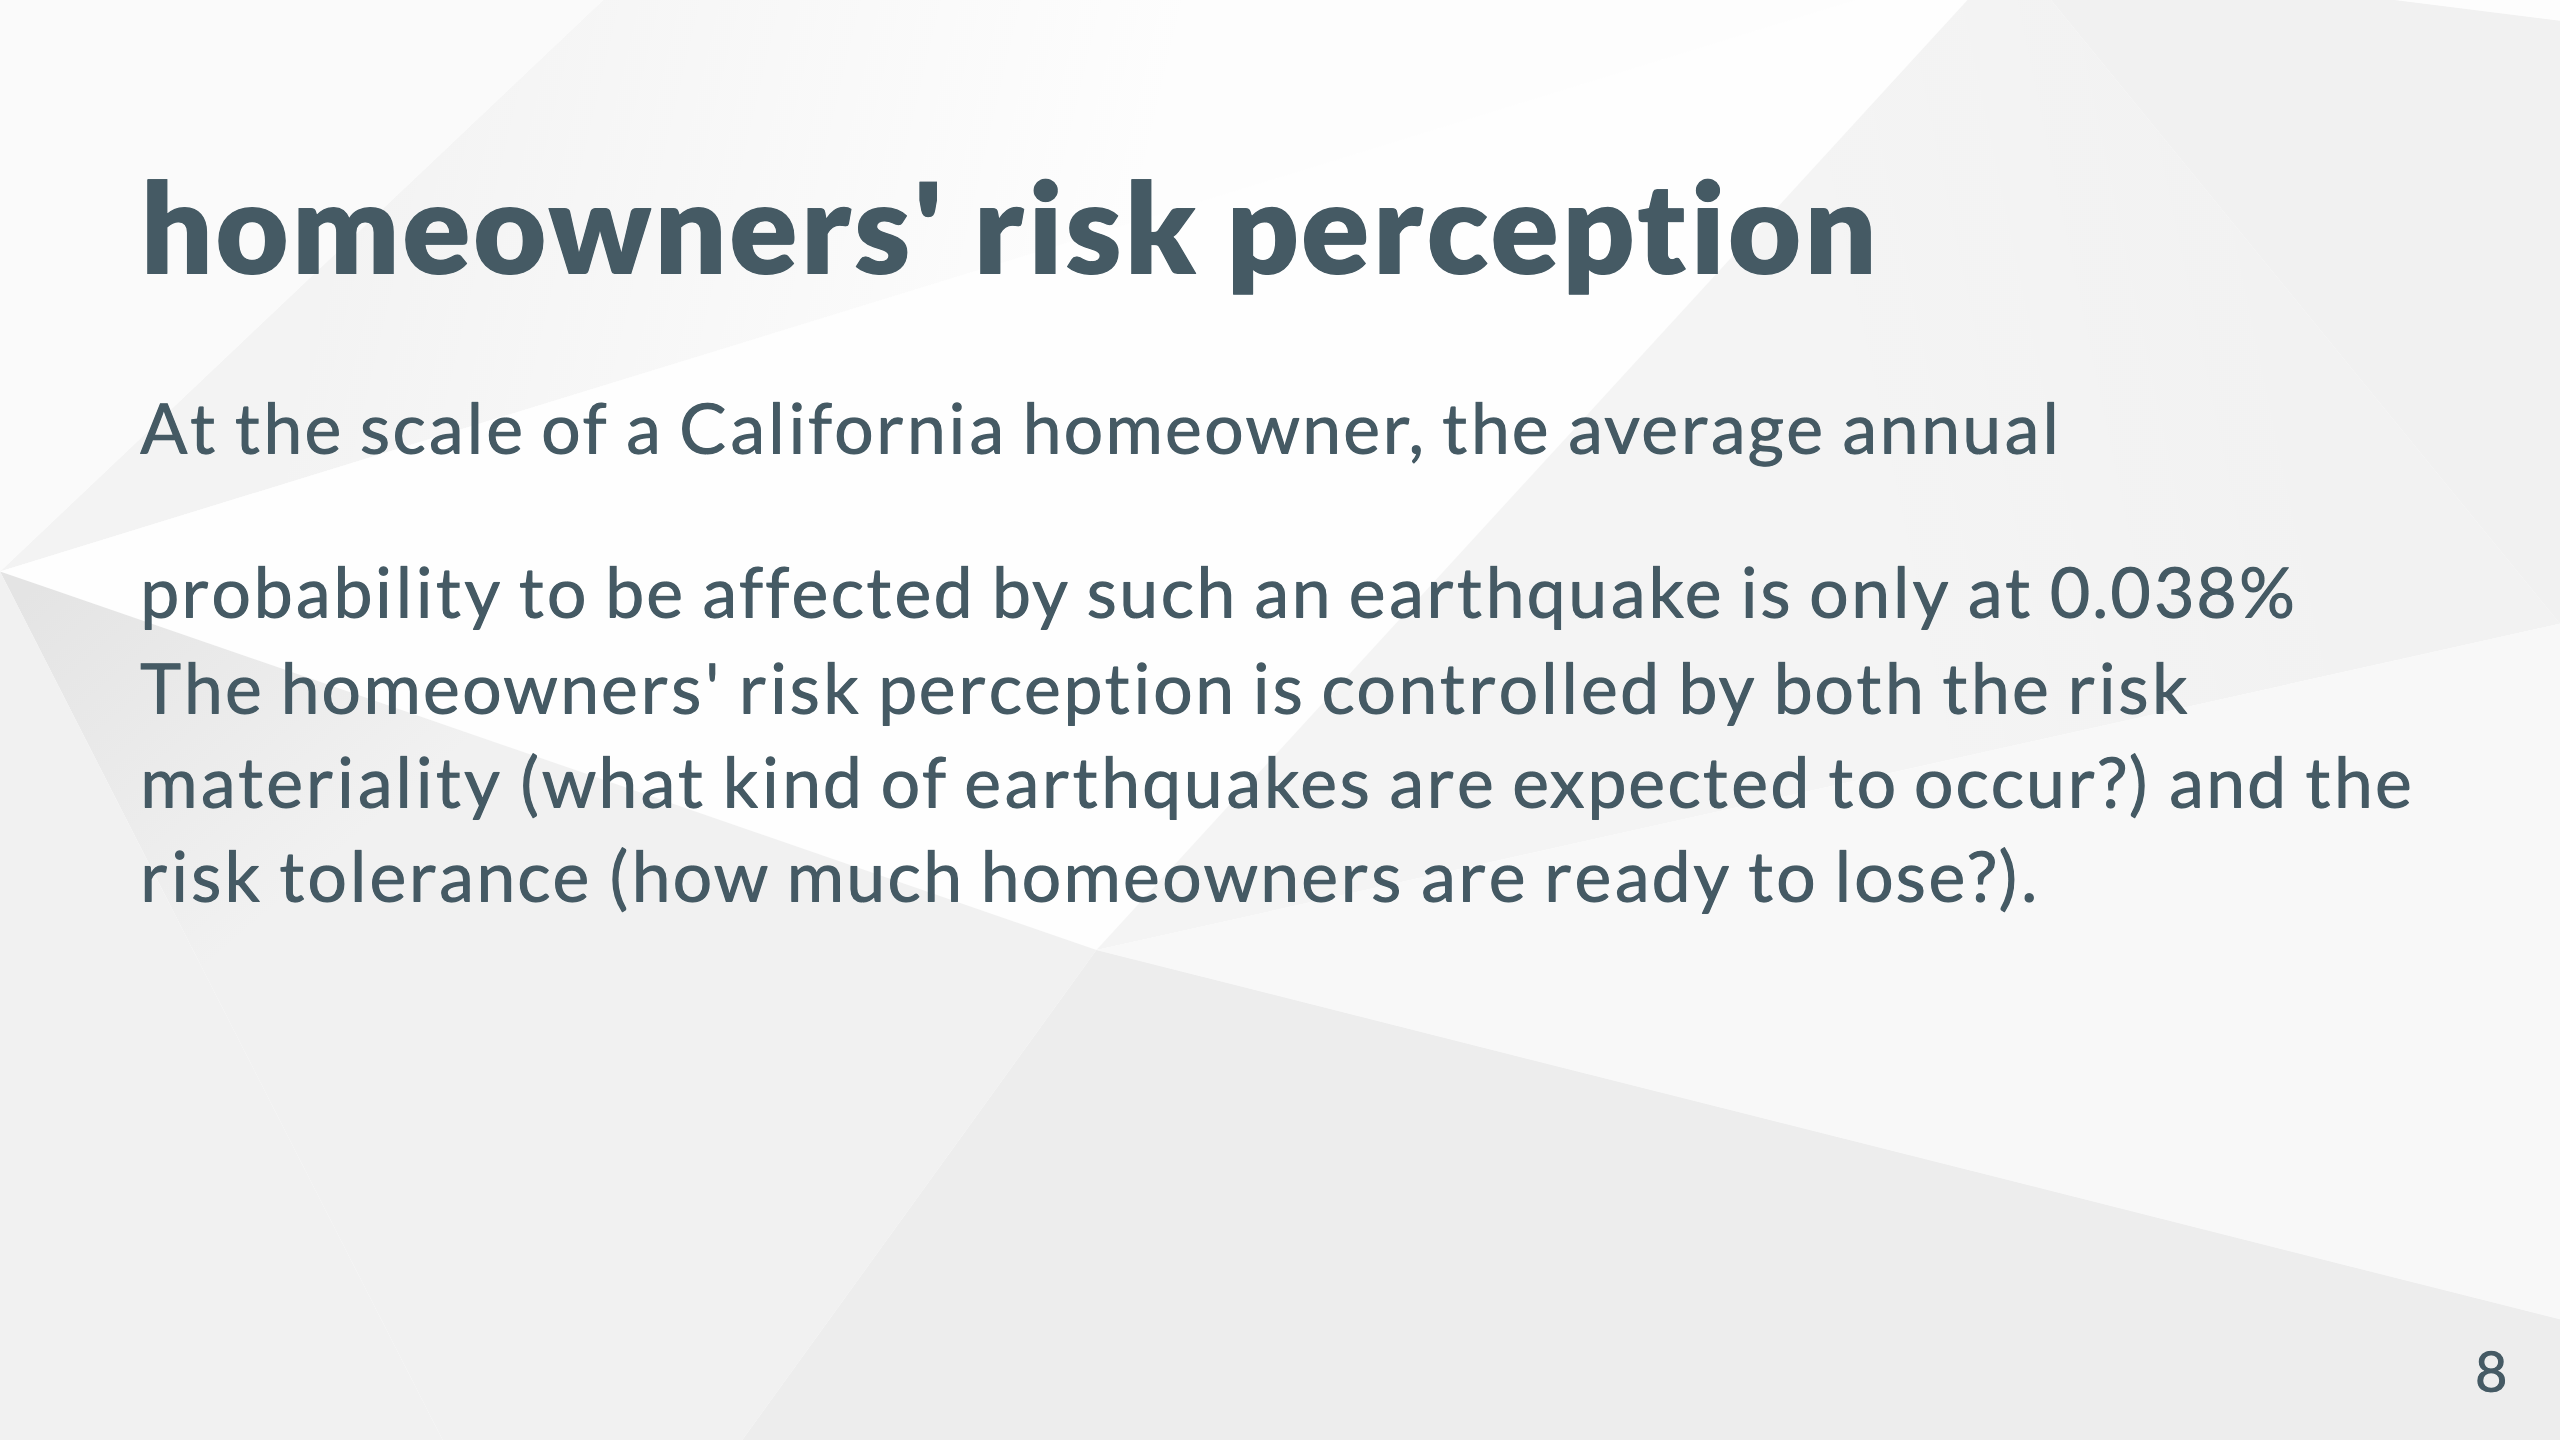 homeowners' risk perception
At the scale of a California homeowner, the average annual
probability to be affected by such an earthquake is only at 0.038%
The homeowners' risk perception is controlled by both the risk
materiality (what kind of earthquakes are expected to occur?) and the
risk tolerance (how much homeowners are ready to lose?).
8